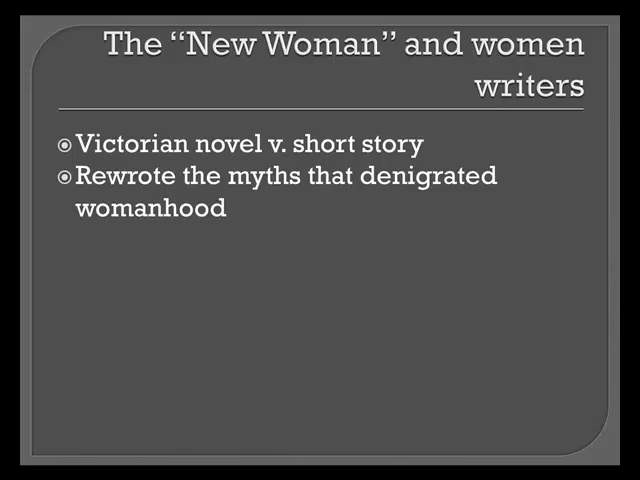 The “New Woman” and women
writers
Victorian novel v. short story
Rewrote the myths that denigrated
womanhood